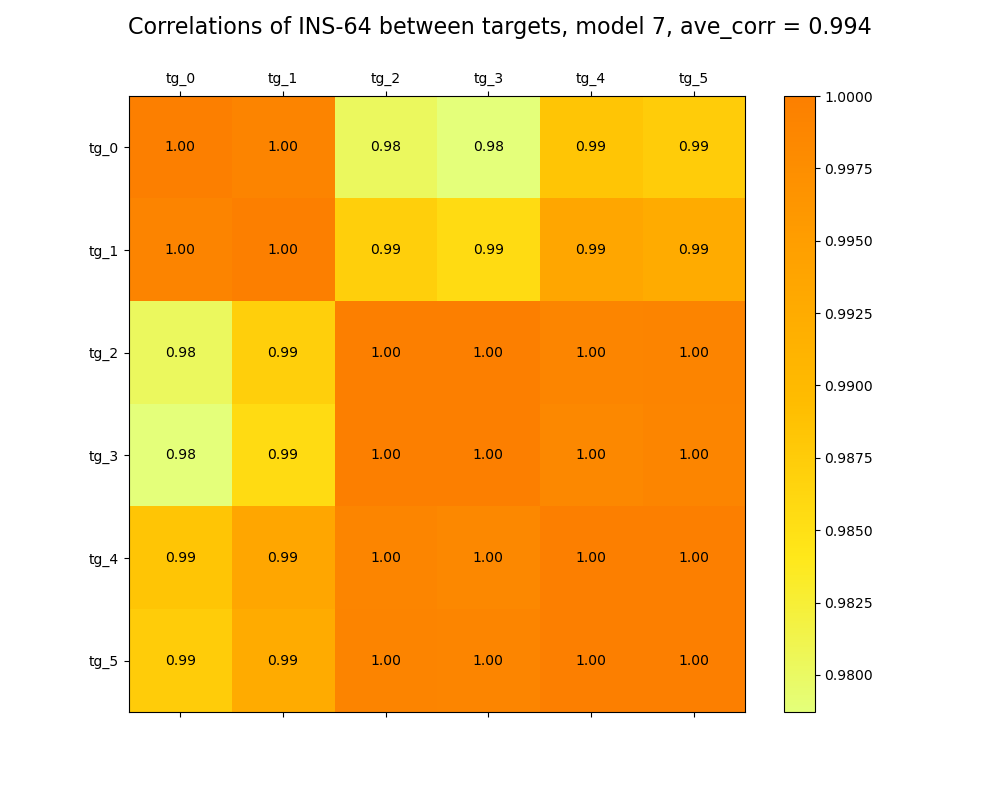 Correlations of INS-64 between targets, model 7, ave_corr = 0.994
tg_0 tg_1 tg_2 tg_3 tg_4 tg_5
tg_0 1.00 1.00 0.98 0.98 0.99 0.99
tg_1 1.00 1.00 0.99 0.99 0.99 0.99
tg_2 0.98 0.99 1.00 1.00 1.00 1.00
tg_3 0.98 0.99 1.00 1.00 1.00 1.00
tg_4 0.99 0.99 1.00 1.00 1.00 1.00
tg_5 0.99 0.99 1.00 1.00 1.00 1.00
1.0000
0.9975
0.9950
0.9925
0.9900
0.9875
0.9850
0.9825
0.9800